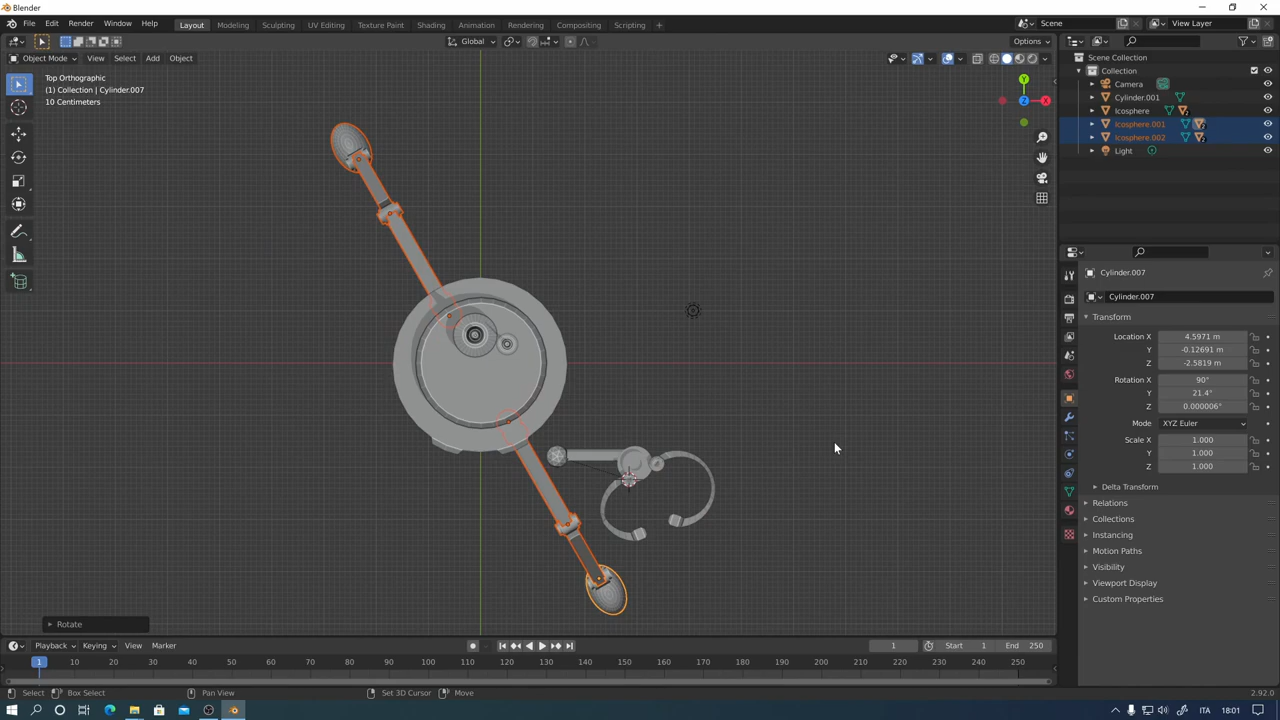 Blender
File Edit Render Window Help Layout Modeling Sculpting UV Editing Texture Paint Shading Animation Rendering Compositing Scripting + Scene View Layer
Global Options
Object Mode View Select Add Object
Top Orthographic
(1) Collection | Cylinder.007
10 Centimeters
Y
Z X
Scene Collection
Collection
Camera
Cylinder.001
Icosphere
Icosphere.001
Icosphere.002
Light
Cylinder.007
Cylinder.007
Transform
Location X 4.5971 m
Y -0.12691 m
Z -2.5819 m
Rotation X 90°
Y 21.4°
Z 0.000006°
Mode XYZ Euler
Scale X 1.000
Y 1.000
Z 1.000
Delta Transform
Relations
Collections
Instancing
Motion Paths
Visibility
Viewport Display
Custom Properties
Rotate
Playback Keying View Marker 1 Start 1 End 250
1 10 20 30 40 50 60 70 80 90 100 110 120 130 140 150 160 170 180 190 200 210 220 230 240 250
Select Box Select Pan View Set 3D Cursor Move 2.92.0
ITA 18:01